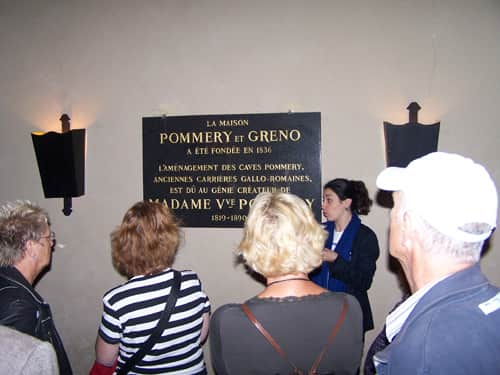 LA MAISON
POMMERY ET GRENO
A ÉTÉ FONDÉE EN 1836
L'AMÉNAGEMENT DES CAVES POMMERY,
ANCIENNES CARRIÈRES GALLO-ROMAINES,
EST DÛ AU GÉNIE CRÉATEUR DE
MADAME VVE
1819-1890